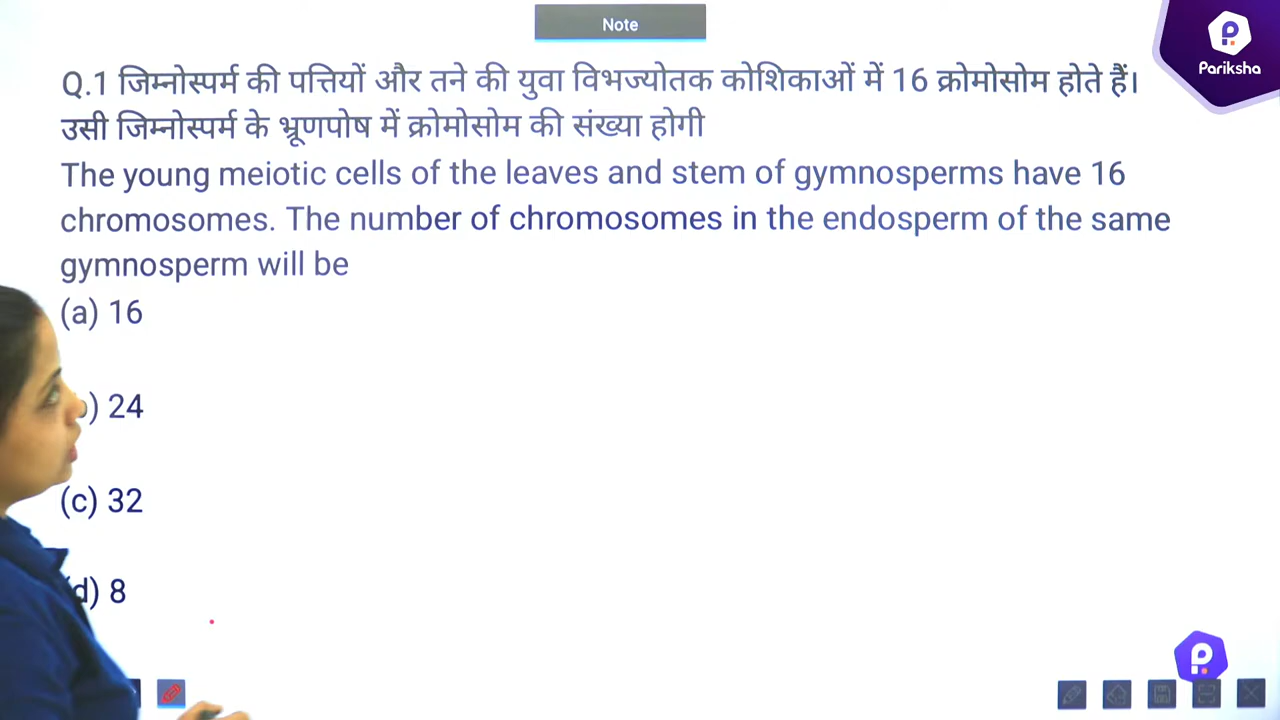 Note
Pariksha
Q.1 जिम्नोस्पर्म की पत्तियों और तने की युवा विभज्योतक कोशिकाओं में 16 क्रोमोसोम होते हैं।
उसी जिम्नोस्पर्म के भ्रूणपोष में क्रोमोसोम की संख्या होगी
The young meiotic cells of the leaves and stem of gymnosperms have 16
chromosomes. The number of chromosomes in the endosperm of the same
gymnosperm will be
(a) 16
) 24
(c) 32
d) 8